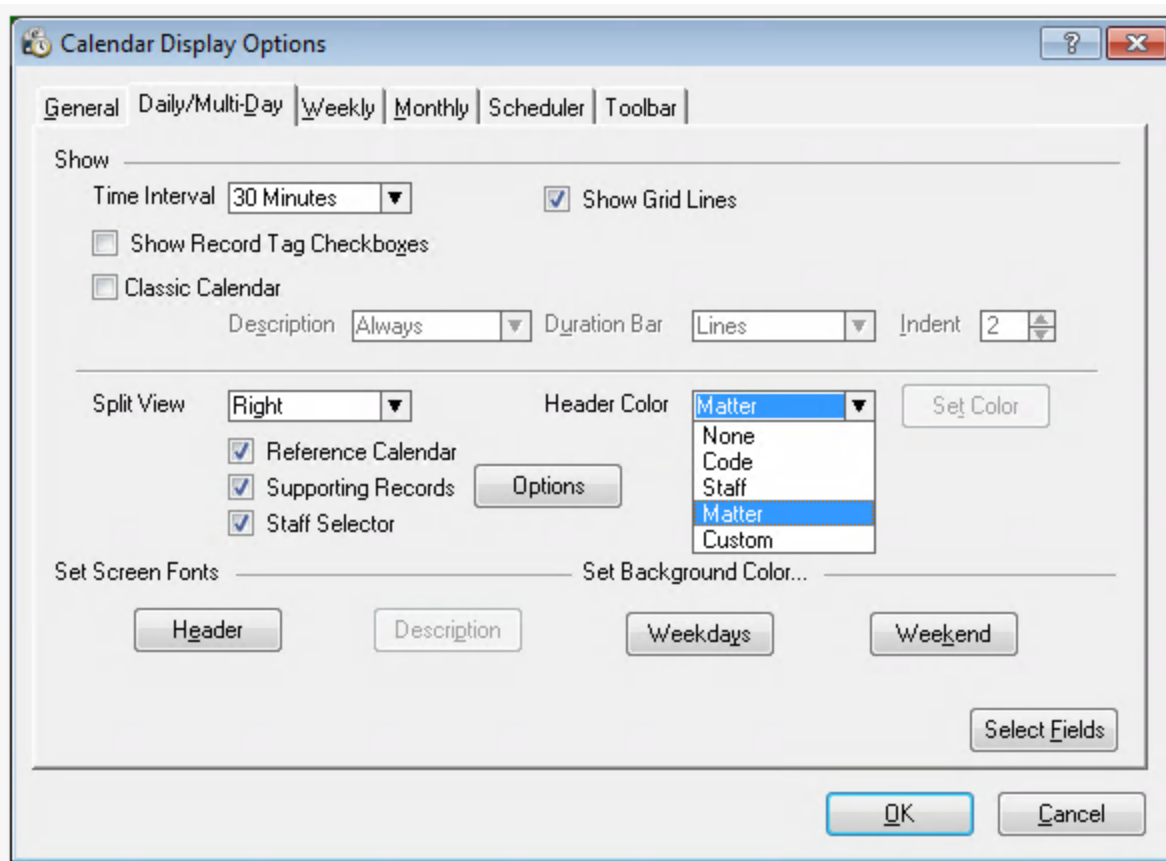 Calendar Display Options
General Daily/Multi-Day Weekly Monthly Scheduler Toolbar
Show
Time Interval 30 Minutes Show Grid Lines
Show Record Tag Checkboxes
Classic Calendar
Description Always Duration Bar Lines Indent 2
Split View Right Header Color Matter Set Color
None
Reference Calendar Code
Supporting Records Options Staff
Matter
Staff Selector Custom
Set Screen Fonts Set Background Color...
Header Description Weekdays Weekend
Select Fields
OK Cancel